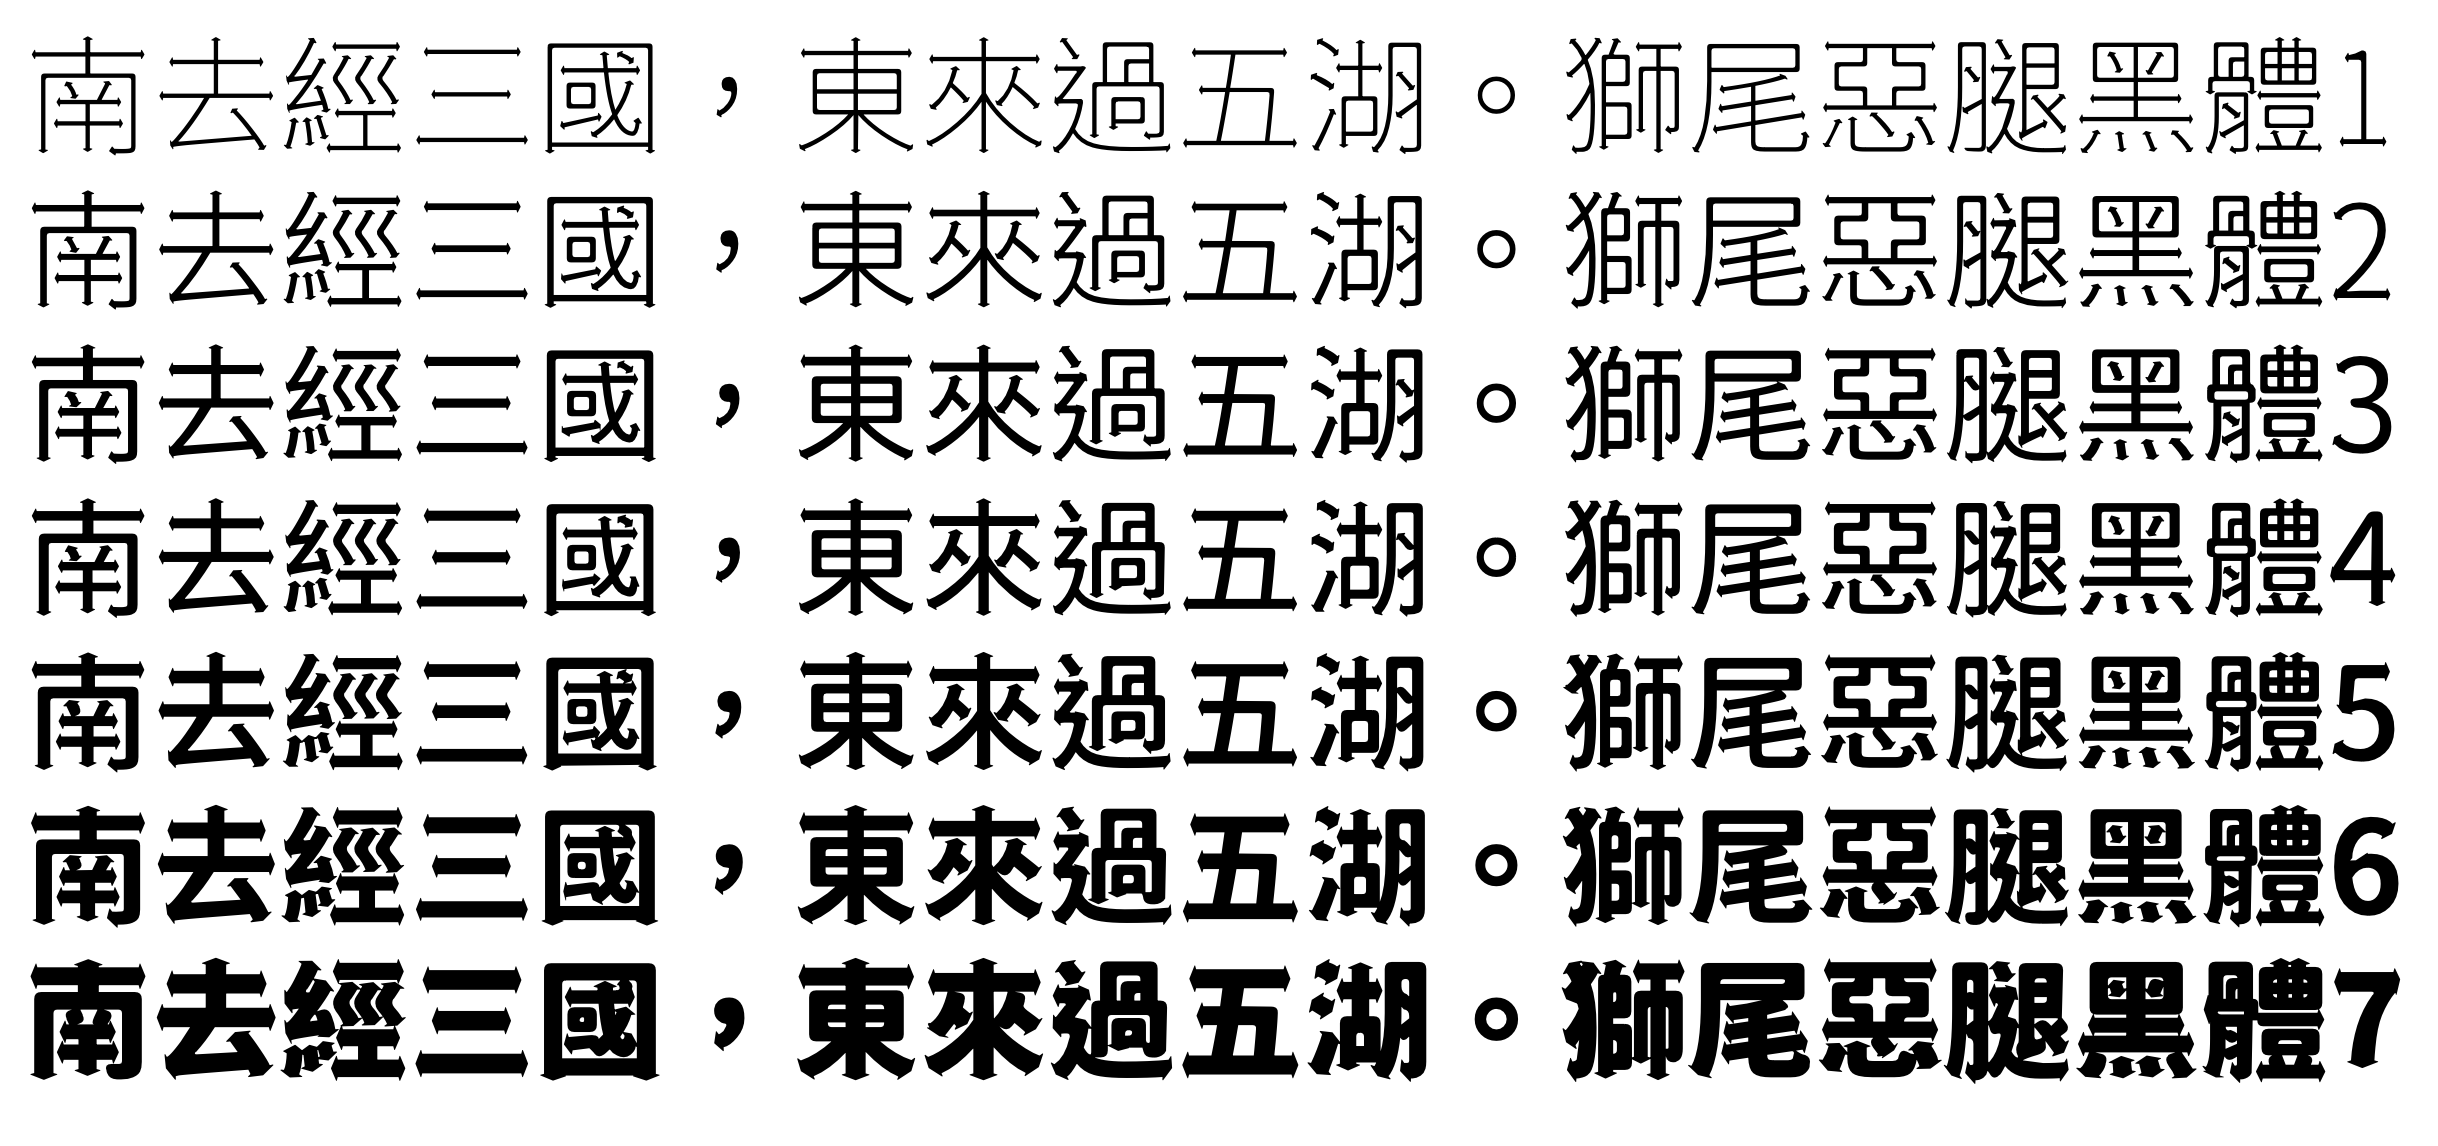 南去經三國，東來過五湖。獅尾惡腿黑體1
南去經三國，東來過五湖。獅尾惡腿黑體2
南去經三國，東來過五湖。獅尾惡腿黑體3
南去經三國，東來過五湖。獅尾惡腿黑體4
南去經三國，東來過五湖。獅尾惡腿黑體5
南去經三國，東來過五湖。獅尾惡腿黑體6
南去經三國，東來過五湖。獅尾惡腿黑體7